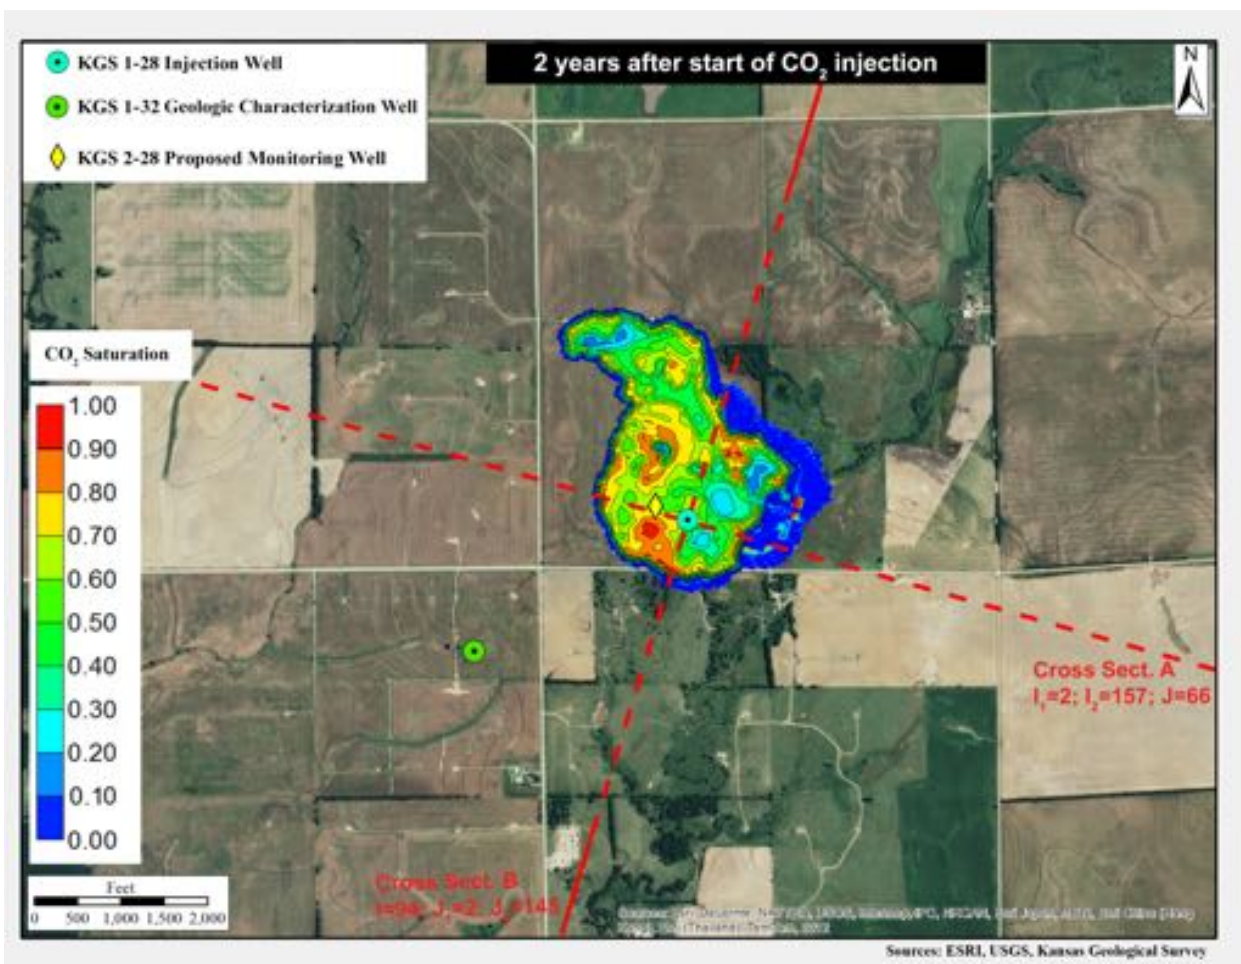 KGS 1-28 Injection Well
2 years after start of CO₂ injection
N
KGS 1-32 Geologic Characterization Well
KGS 2-28 Proposed Monitoring Well
CO₂ Saturation
1.00
0.90
0.80
0.70
0.60
0.50
0.40
0.30
0.20
0.10
0.00
Cross Sect. A
I₁=2; I₂=157; J=66
Cross Sect. B
Feet
0 500 1,000 1,500 2,000
Sources: ESRI, USGS, Kansas Geological Survey